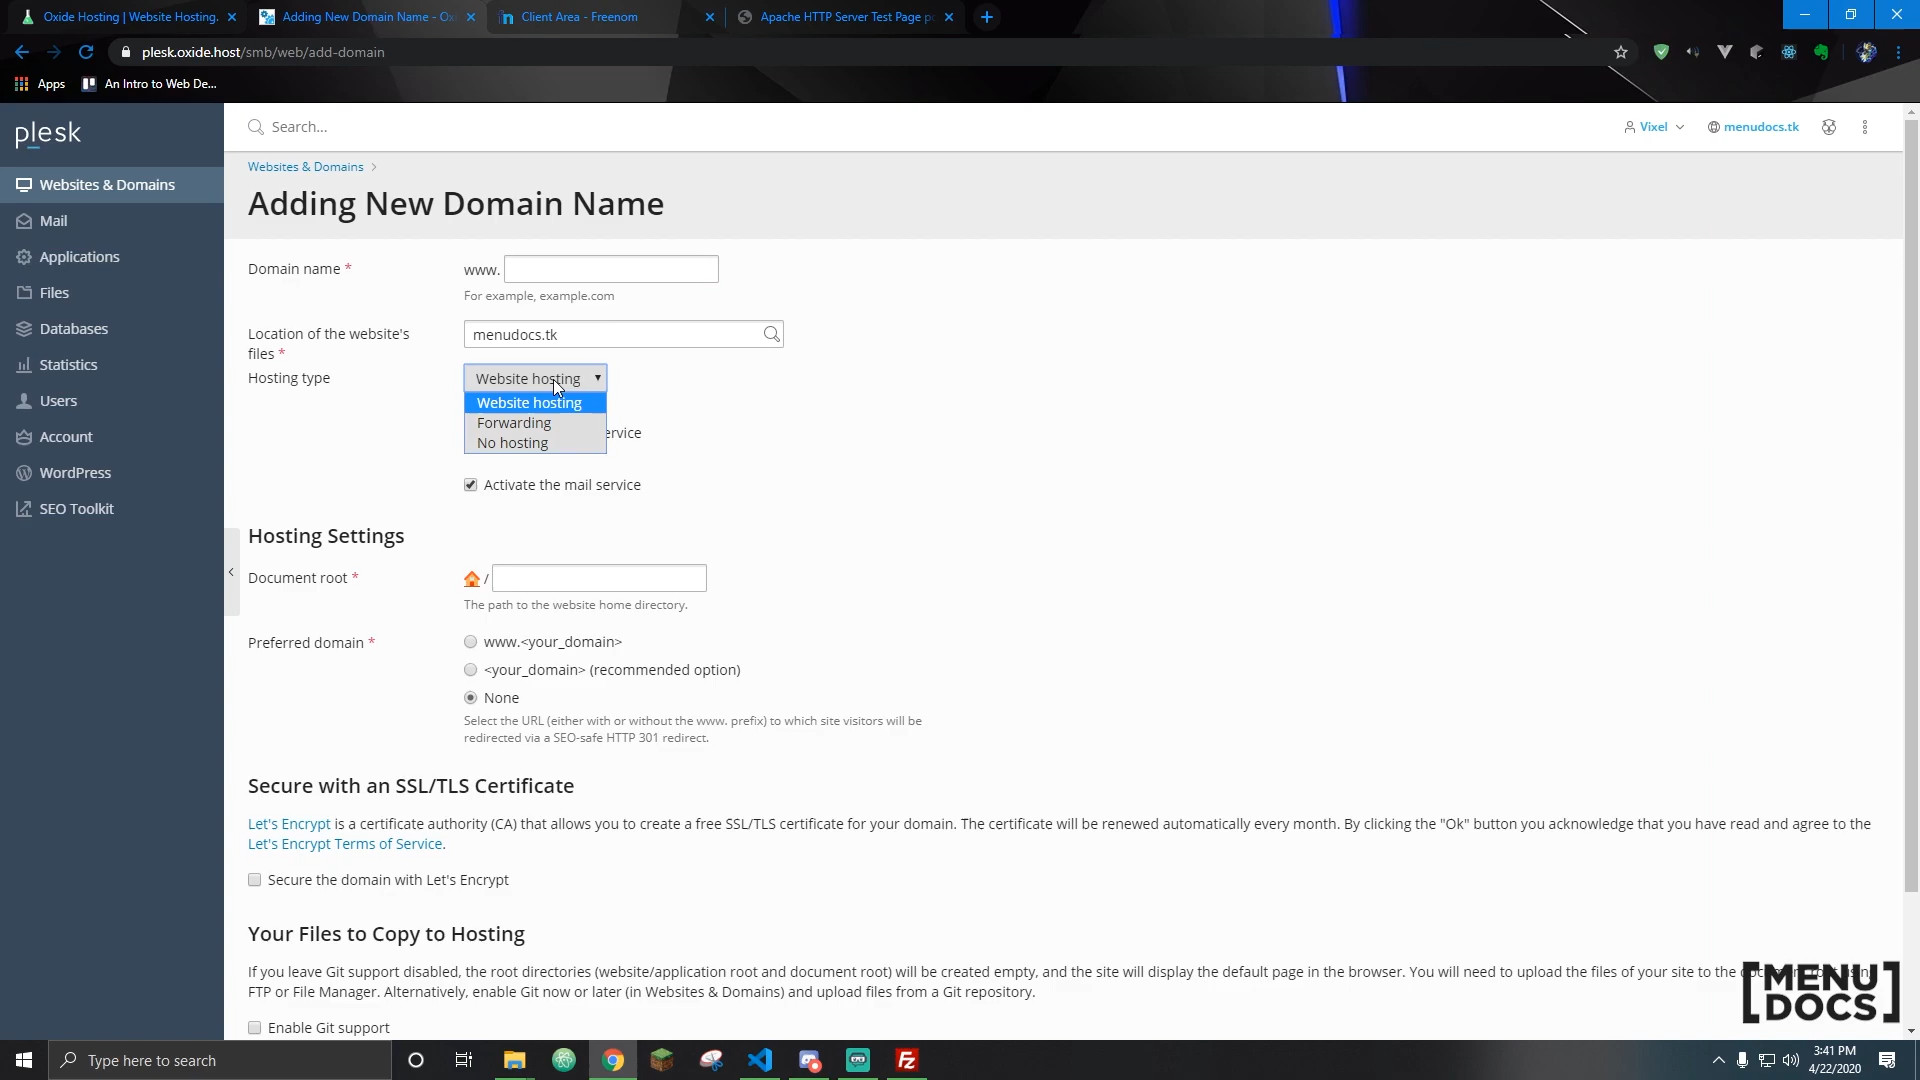 Oxide Hosting | Website Hosting.
Adding New Domain Name - Ox
Client Area - Freenom
Apache HTTP Server Test Page p
plesk.oxide.host/smb/web/add-domain
Apps
An Intro to Web De...
plesk
Search...
Vixel
menudocs.tk
Websites & Domains
Mail
Applications
Files
Databases
Statistics
Users
Account
WordPress
SEO Toolkit
Websites & Domains >
Adding New Domain Name
Domain name *
www.
For example, example.com
Location of the website's
files *
menudocs.tk
Hosting type
Website hosting
Website hosting
Forwarding
No hosting
ervice
Activate the mail service
Hosting Settings
Document root *
/
The path to the website home directory.
Preferred domain *
www.<your_domain>
<your_domain> (recommended option)
None
Select the URL (either with or without the www. prefix) to which site visitors will be
redirected via a SEO-safe HTTP 301 redirect.
Secure with an SSL/TLS Certificate
Let's Encrypt is a certificate authority (CA) that allows you to create a free SSL/TLS certificate for your domain. The certificate will be renewed automatically every month. By clicking the "Ok" button you acknowledge that you have read and agree to the
Let's Encrypt Terms of Service.
Secure the domain with Let's Encrypt
Your Files to Copy to Hosting
If you leave Git support disabled, the root directories (website/application root and document root) will be created empty, and the site will display the default page in the browser. You will need to upload the files of your site to the
FTP or File Manager. Alternatively, enable Git now or later (in Websites & Domains) and upload files from a Git repository.
Enable Git support
[MENU
DOCS]
Type here to search
3:41 PM
4/22/2020